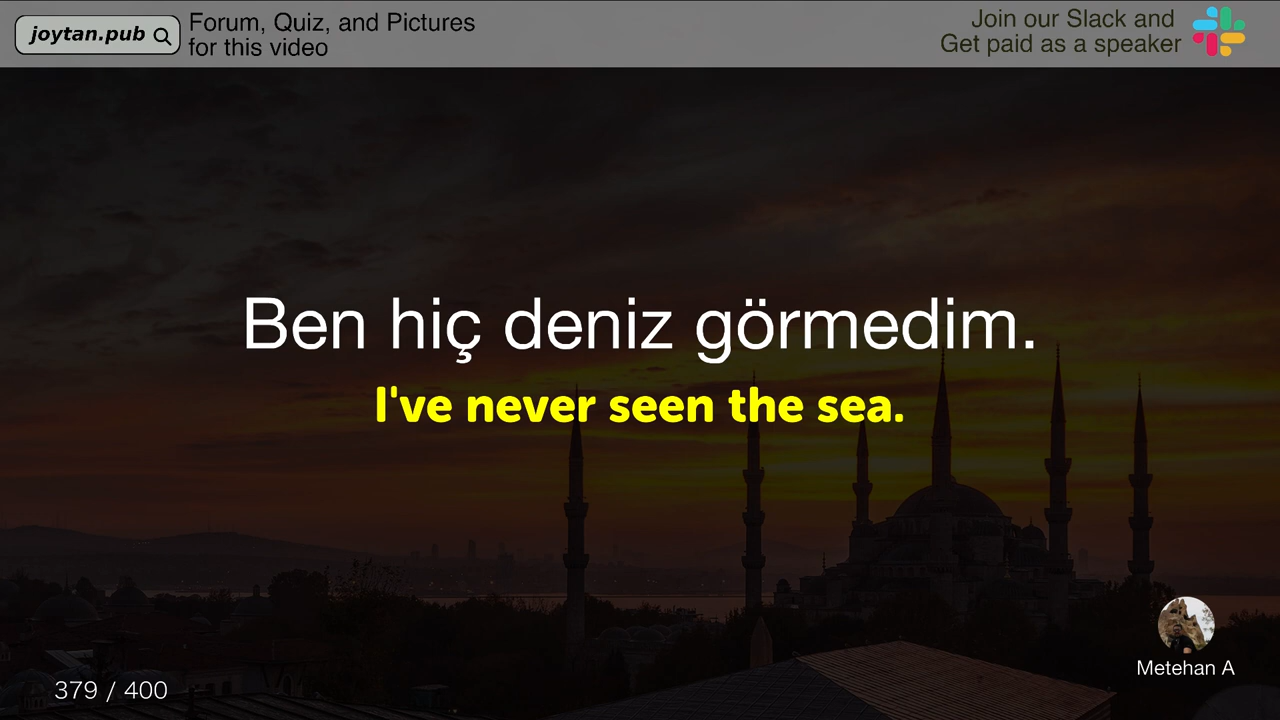 joytan.pub
Forum, Quiz, and Pictures
for this video
Join our Slack and
Get paid as a speaker
Ben hiç deniz görmedim.
I've never seen the sea.
Metehan A
379 / 400